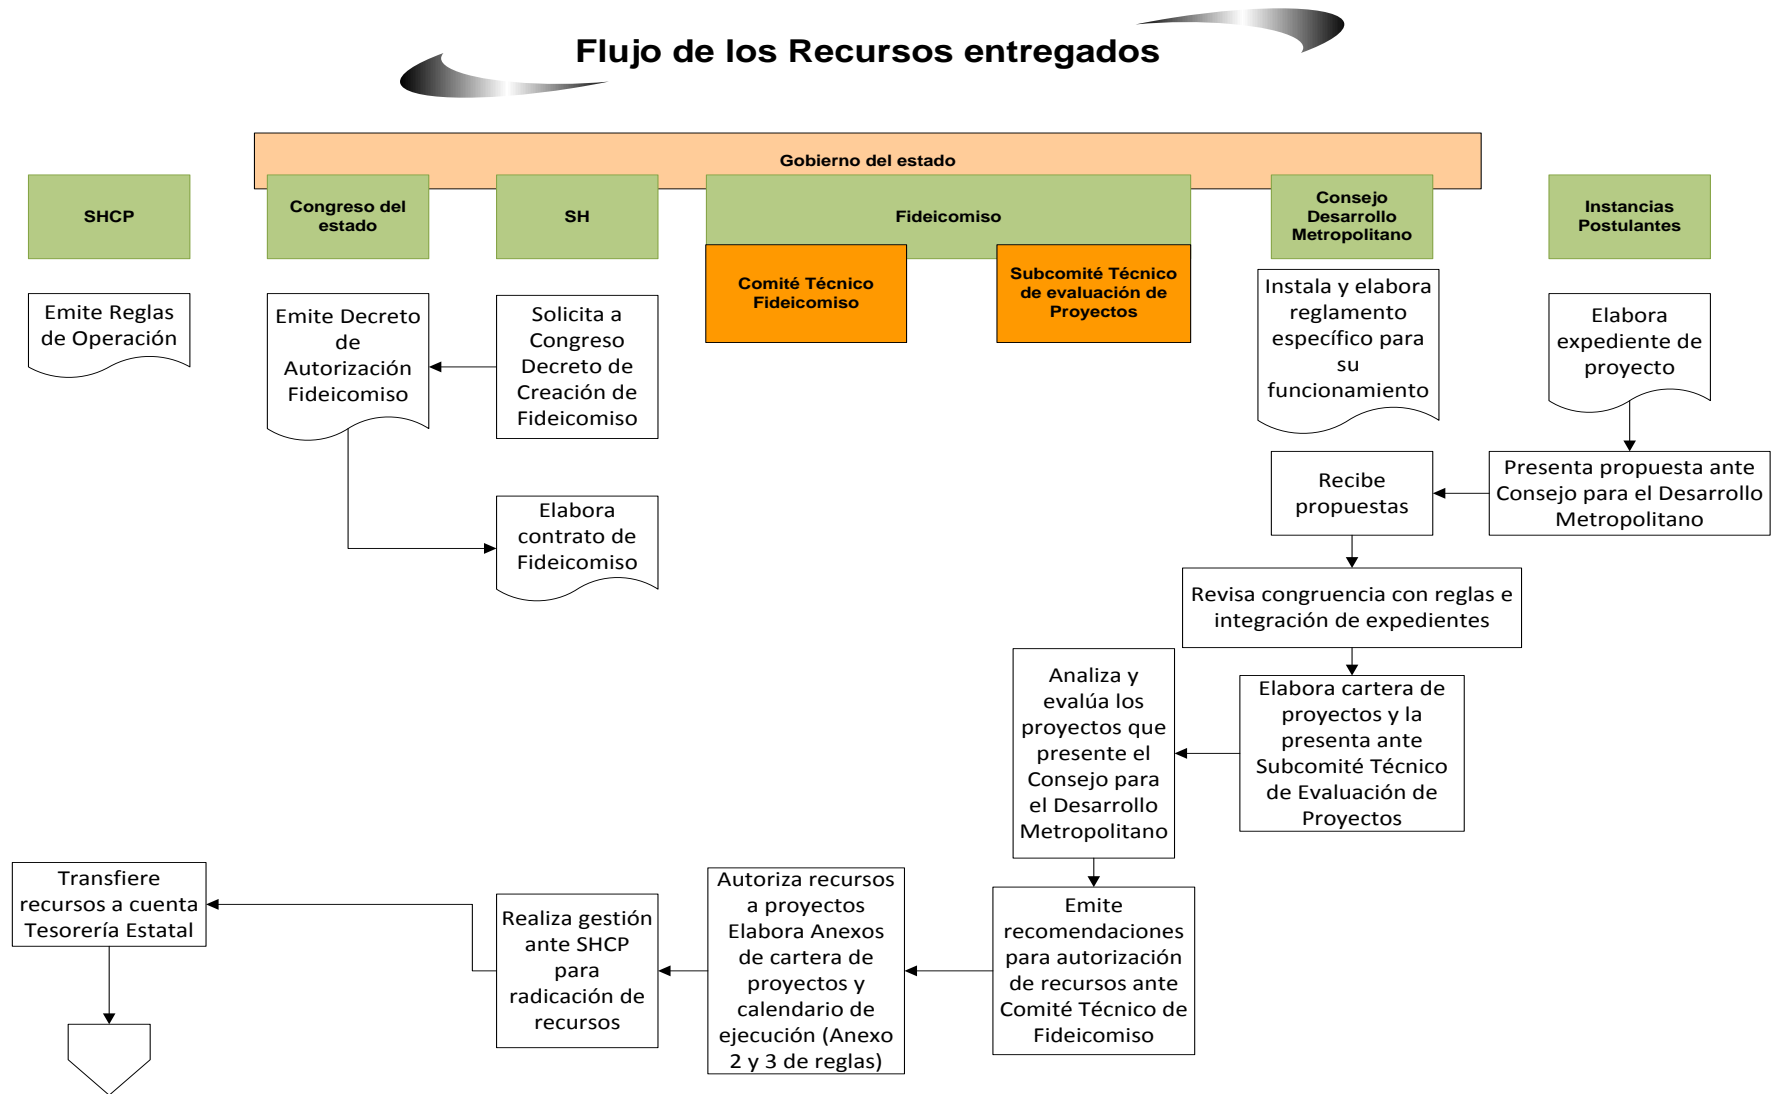 Flujo de los Recursos entregados
Gobierno del estado
SHCP
Congreso del
estado
SH
Fideicomiso
Consejo
Desarrollo
Metropolitano
Instancias
Postulantes
Comité Técnico
Fideicomiso
Subcomité Técnico
de evaluación de
Proyectos
Emite Reglas
de Operación
Emite Decreto
de
Autorización
Fideicomiso
Solicita a
Congreso
Decreto de
Creación de
Fideicomiso
Instala y elabora
reglamento
específico para
su
funcionamiento
Elabora
expediente de
proyecto
Recibe
propuestas
Presenta propuesta ante
Consejo para el Desarrollo
Metropolitano
Elabora
contrato de
Fideicomiso
Revisa congruencia con reglas e
integración de expedientes
Analiza y
evalúa los
proyectos que
presente el
Consejo para
el Desarrollo
Metropolitano
Elabora cartera de
proyectos y la
presenta ante
Subcomité Técnico
de Evaluación de
Proyectos
Transfiere
recursos a cuenta
Tesorería Estatal
Realiza gestión
ante SHCP
para
radicación de
recursos
Autoriza recursos
a proyectos
Elabora Anexos
de cartera de
proyectos y
calendario de
ejecución (Anexo
2 y 3 de reglas)
Emite
recomendaciones
para autorización
de recursos ante
Comité Técnico de
Fideicomiso